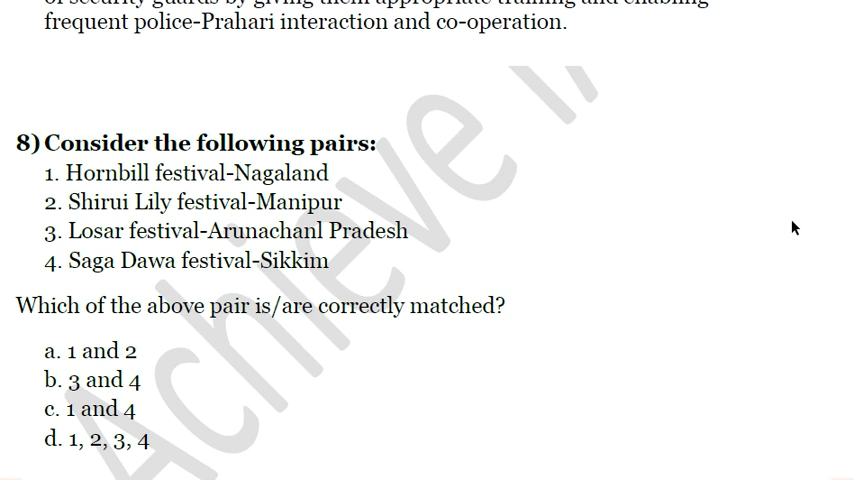 frequent police-Prahari interaction and co-operation.
8) Consider the following pairs:
1. Hornbill festival-Nagaland
2. Shirui Lily festival-Manipur
3. Losar festival-Arunachanl Pradesh
4. Saga Dawa festival-Sikkim
Which of the above pair is/are correctly matched?
a. 1 and 2
b. 3 and 4
c. 1 and 4
d. 1, 2, 3, 4
Achieve